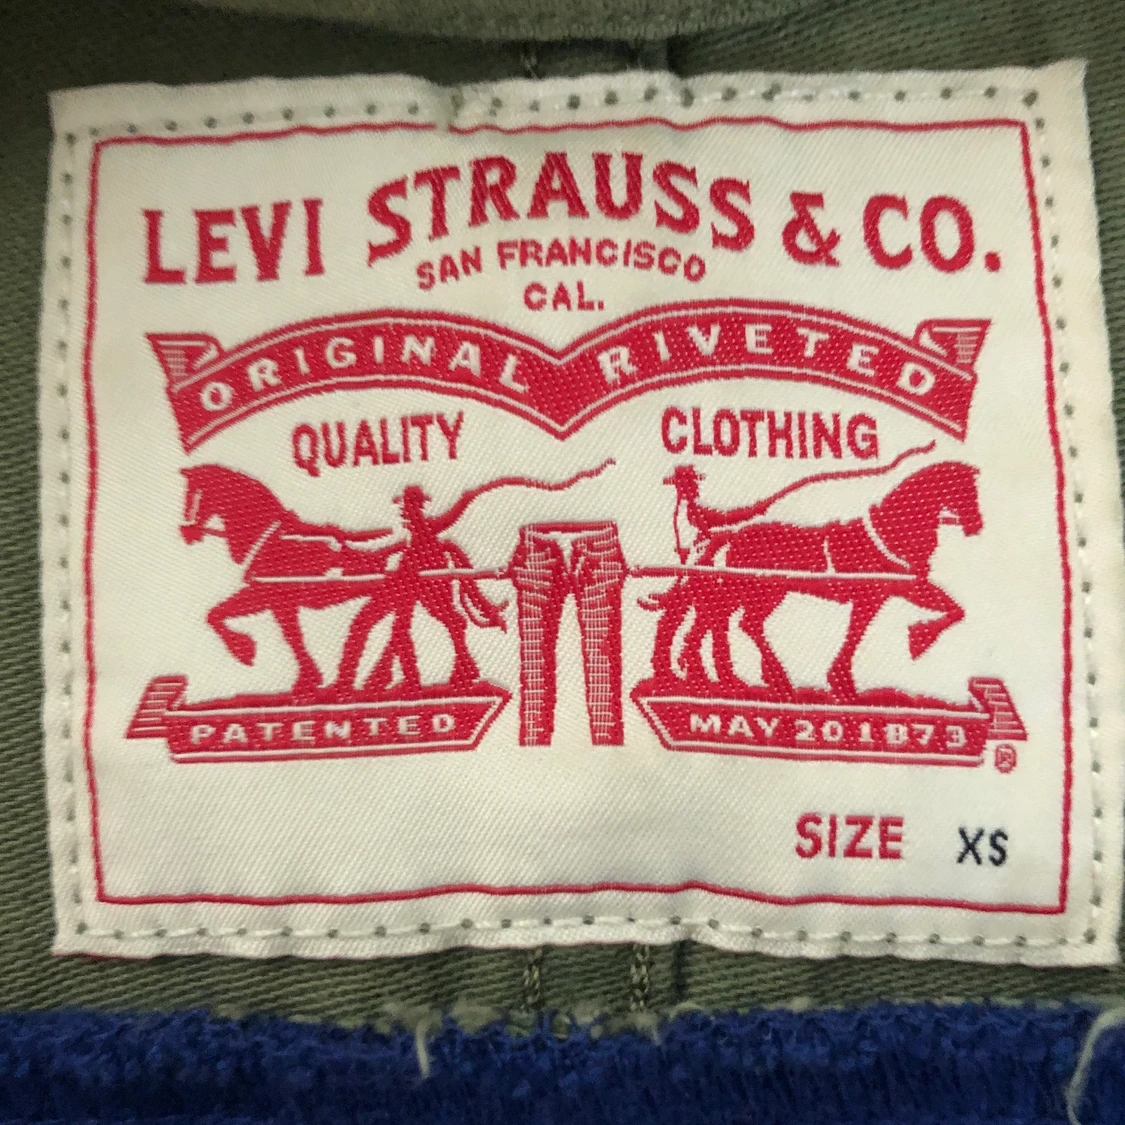 LEVI STRAUSS & CO.
SAN FRANCISCO
CAL.
ORIGINAL RIVETED
QUALITY CLOTHING
PATENTED MAY 20 1873
®
SIZE XS